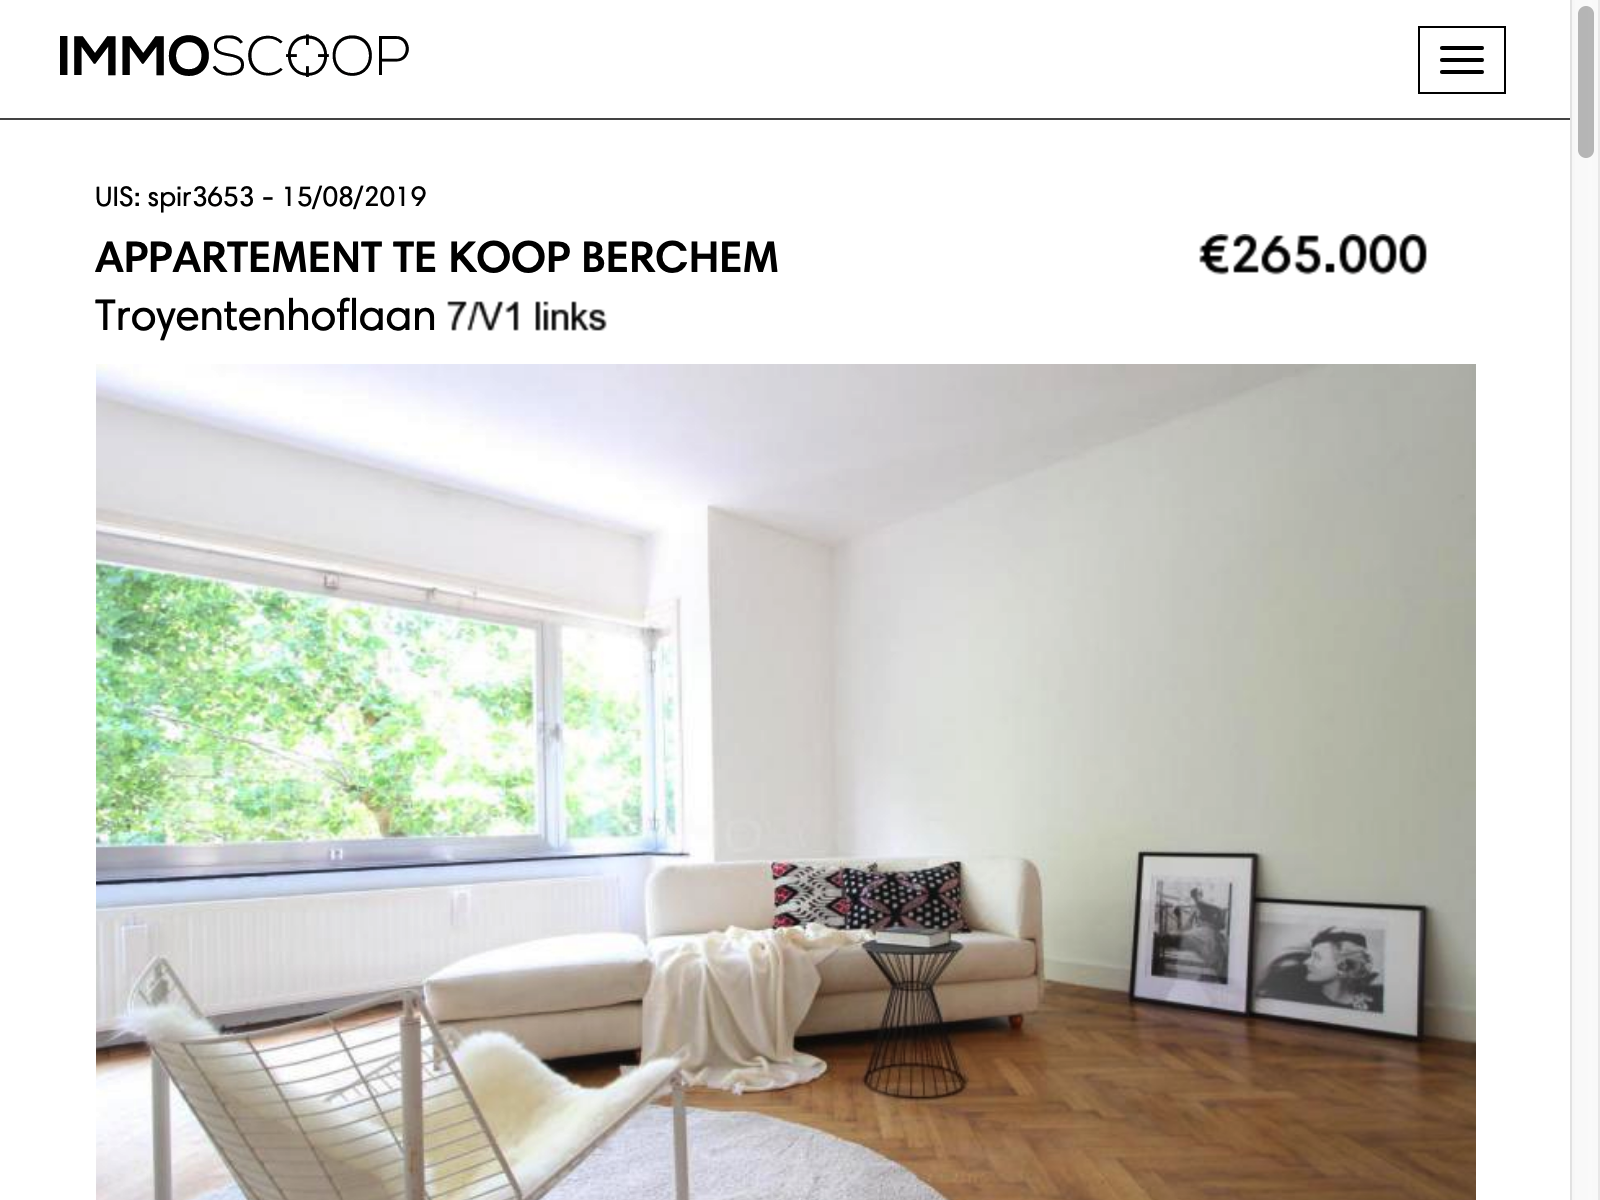 IMMOSCOOP
UIS: spir3653 - 15/08/2019
APPARTEMENT TE KOOP BERCHEM
€265.000
Troyentenhoflaan 7/V1 links